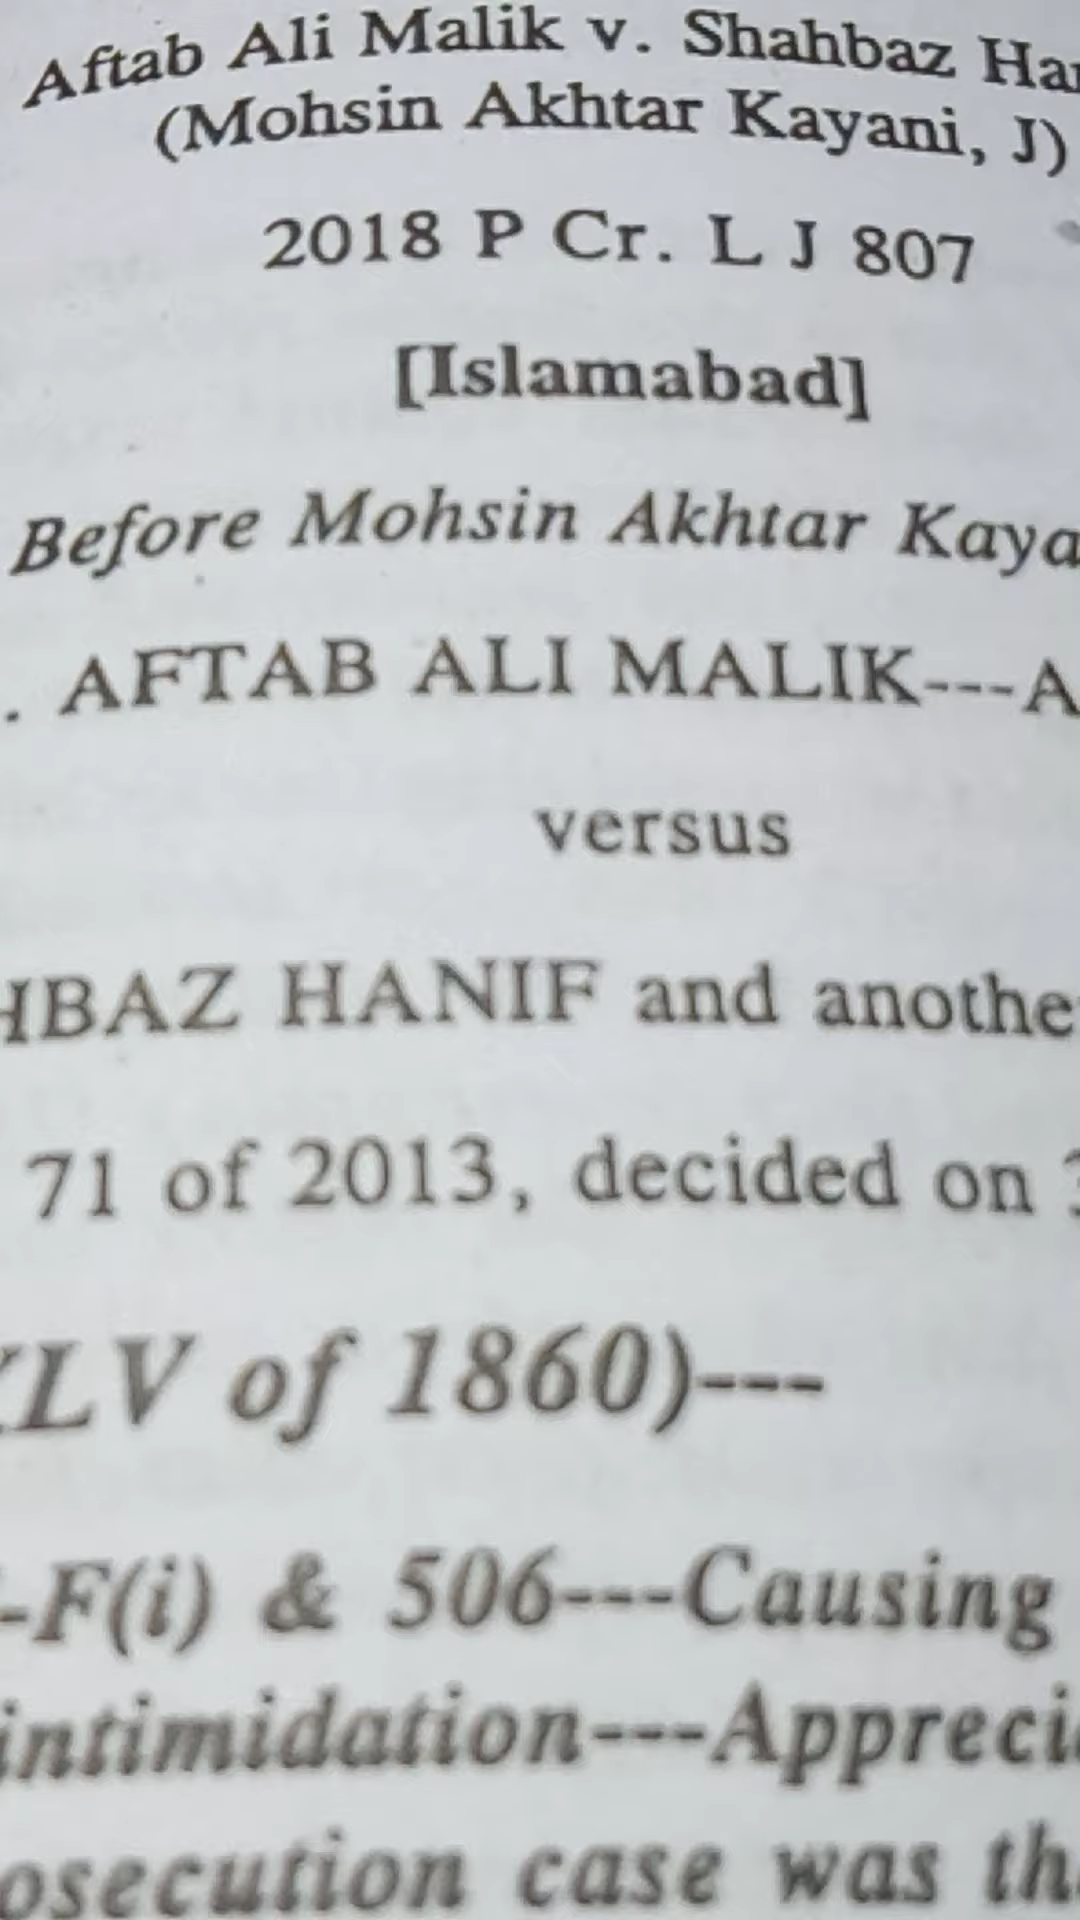 Aftab Ali Malik v. Shahbaz Ha
(Mohsin Akhtar Kayani, J)
2018 P Cr. L J 807
[Islamabad]
Before Mohsin Akhtar Kaya
. AFTAB ALI MALIK---A
versus
HBAZ HANIF and anothe
71 of 2013, decided on
LV of 1860)---
-F(i) & 506---Causing
intimidation---Appreci
osecution case was th